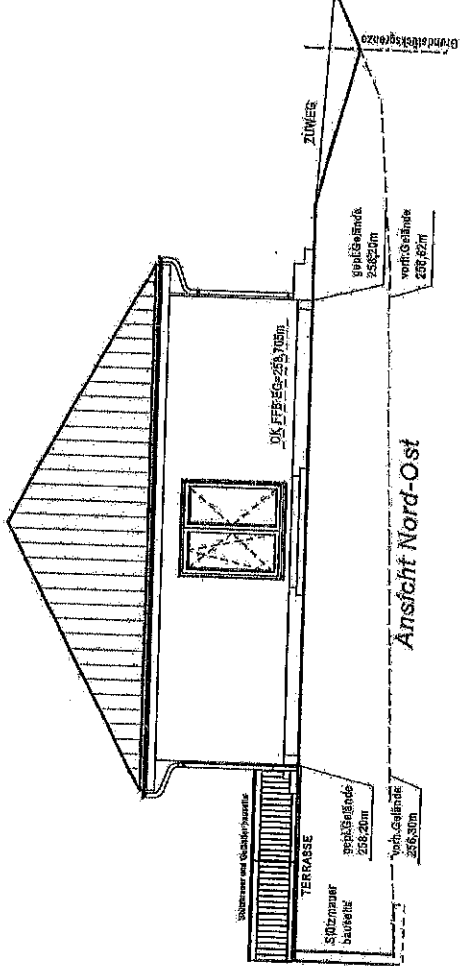 Stützmauer und Geländer bauseits
TERRASSE
Stützmauer
bauseits
gepl.Gelände
258,20m
vorh.Gelände
256,30m
OK FFB EG=258,705m
ZUWEG
gepl.Gelände
258,20m
vorh.Gelände
256,62m
Grundstücksgrenze
Ansicht Nord-Ost